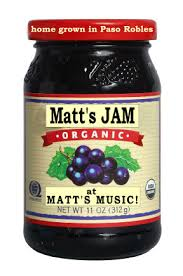 home grown in Paso Robles
Matt's JAM
ORGANIC
at
MATT'S MUSIC!
NET WT 11 OZ (312g)